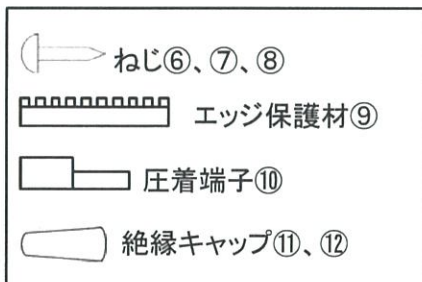 ねじ⑥、⑦、⑧
エッジ保護材⑨
圧着端子⑩
絶縁キャップ⑪、⑫